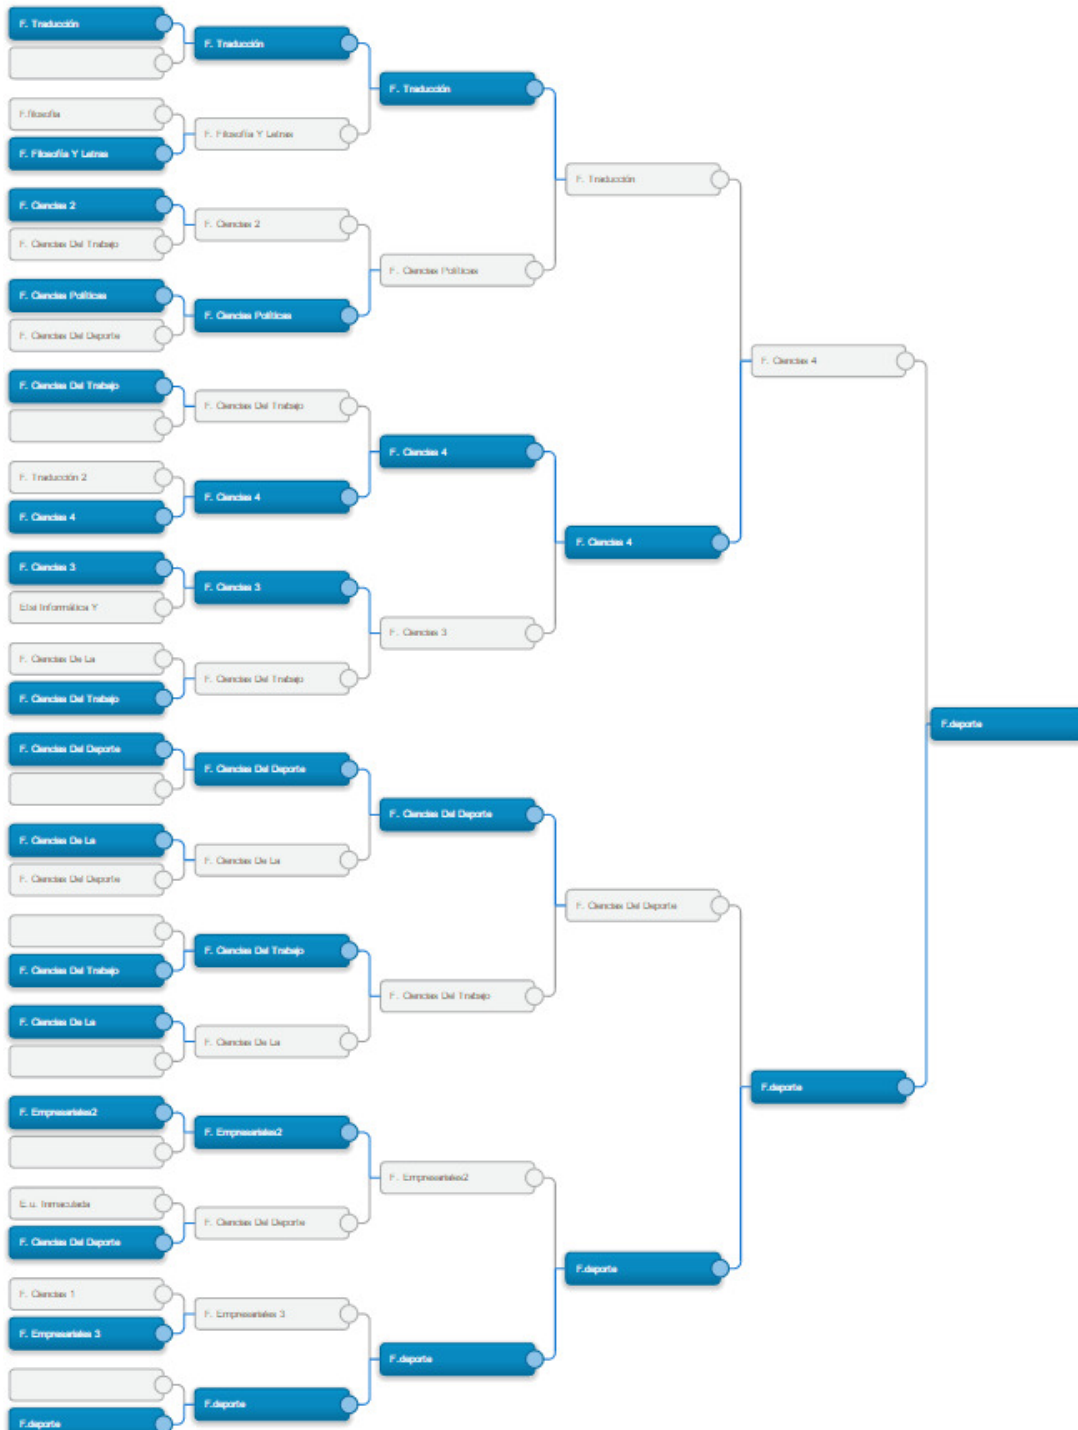 F. Traducción
F. Traducción
F. Traducción
F.filosofía
F. Filosofía Y Letras
F. Filosofía Y Letras
F. Traducción
F. Ciencias 2
F. Ciencias 2
F. Ciencias Del Trabajo
F. Ciencias Políticas
F. Ciencias Políticas
F. Ciencias Políticas
F. Ciencias Del Deporte
F. Ciencias 4
F. Ciencias Del Trabajo
F. Ciencias Del Trabajo
F. Ciencias 4
F. Traducción 2
F. Ciencias 4
F. Ciencias 4
F. Ciencias 4
F. Ciencias 3
F. Ciencias 3
Etsi Informática Y
F. Ciencias 3
F. Ciencias De La
F. Ciencias Del Trabajo
F. Ciencias Del Trabajo
F.deporte
F. Ciencias Del Deporte
F. Ciencias Del Deporte
F. Ciencias Del Deporte
F. Ciencias De La
F. Ciencias De La
F. Ciencias Del Deporte
F. Ciencias Del Deporte
F. Ciencias Del Trabajo
F. Ciencias Del Trabajo
F. Ciencias Del Trabajo
F. Ciencias De La
F. Ciencias De La
F.deporte
F. Empresariales2
F. Empresariales2
F. Empresariales2
E.u. Inmaculada
F. Ciencias Del Deporte
F. Ciencias Del Deporte
F.deporte
F. Ciencias 1
F. Empresariales 3
F. Empresariales 3
F.deporte
F.deporte
F.deporte